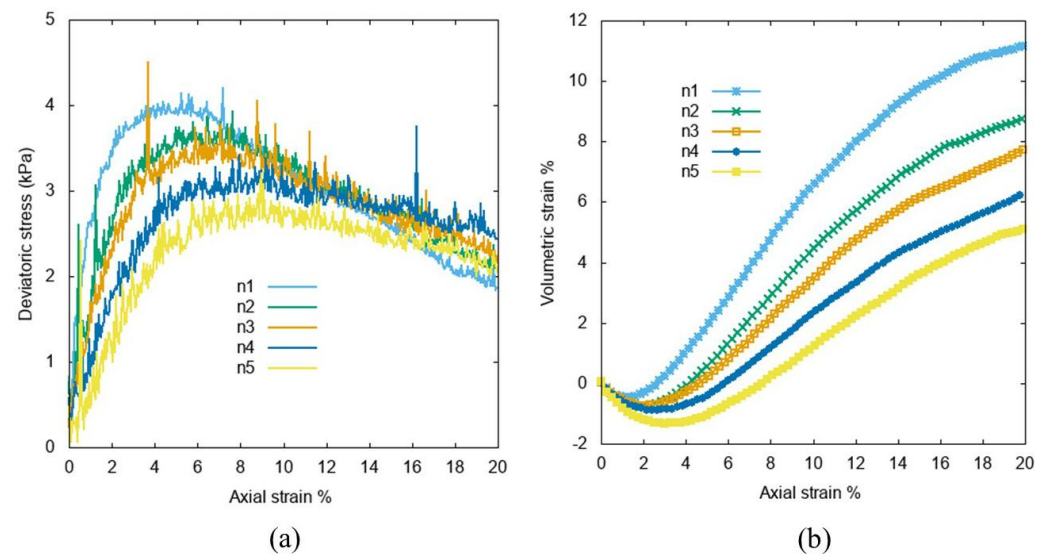 5
4
3
2
1
0
Deviatoric stress (kPa)
n1
n2
n3
n4
n5
0 2 4 6 8 10 12 14 16 18 20
Axial strain %
(a)
12
10
8
6
4
2
0
-2
Volumetric strain %
n1
n2
n3
n4
n5
0 2 4 6 8 10 12 14 16 18 20
Axial strain %
(b)